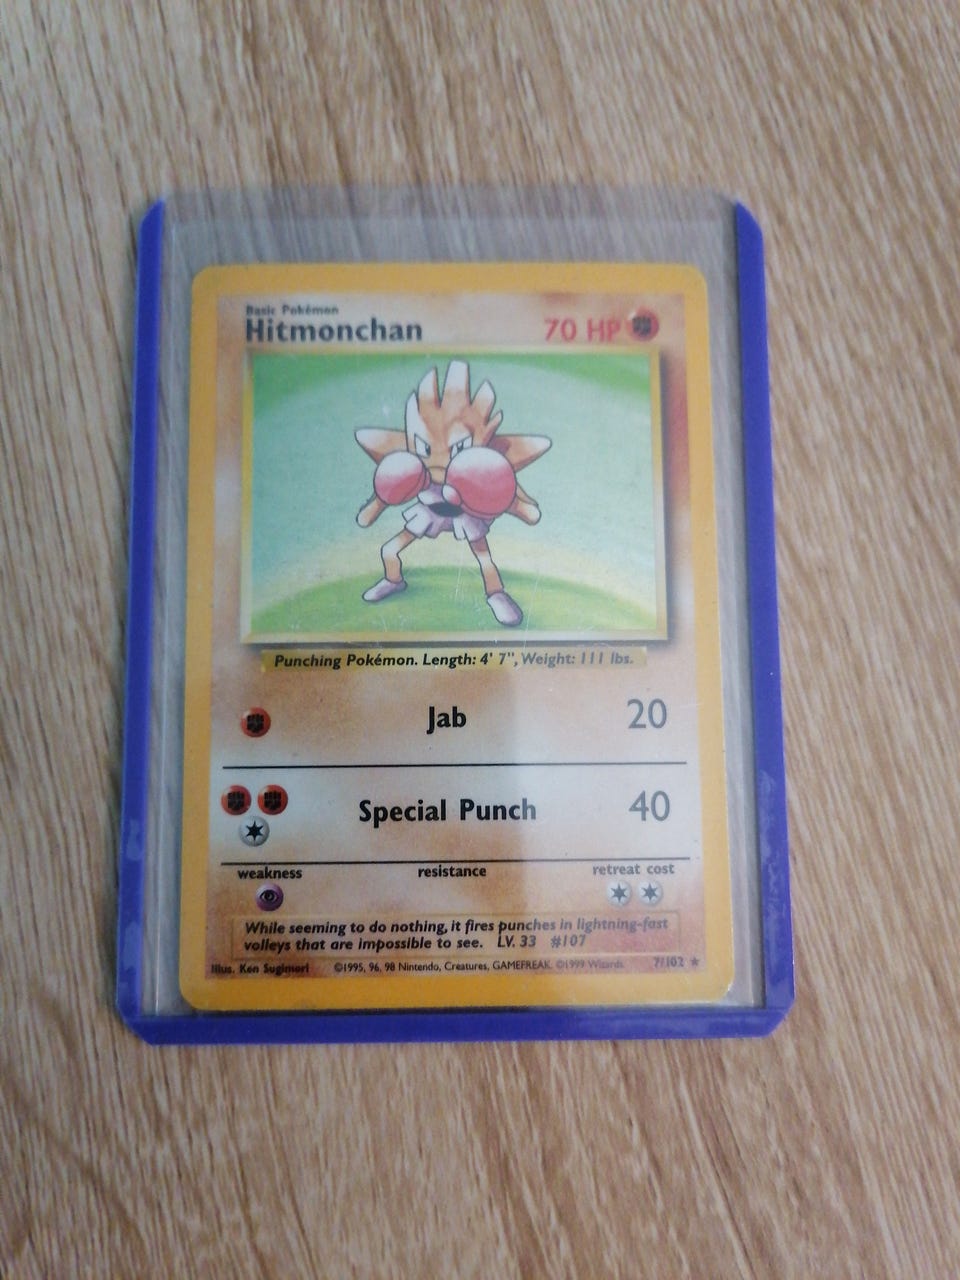 Basic Pokémon
Hitmonchan 70 HP
Punching Pokémon. Length: 4' 7", Weight: 111 lbs.
Jab 20
Special Punch 40
weakness resistance retreat cost
While seeming to do nothing, it fires punches in lightning-fast
volleys that are impossible to see. LV. 33 #107
Illus. Ken Sugimori ©1995, 96, 98 Nintendo, Creatures, GAMEFREAK. ©1999 Wizards. 7/102 ★